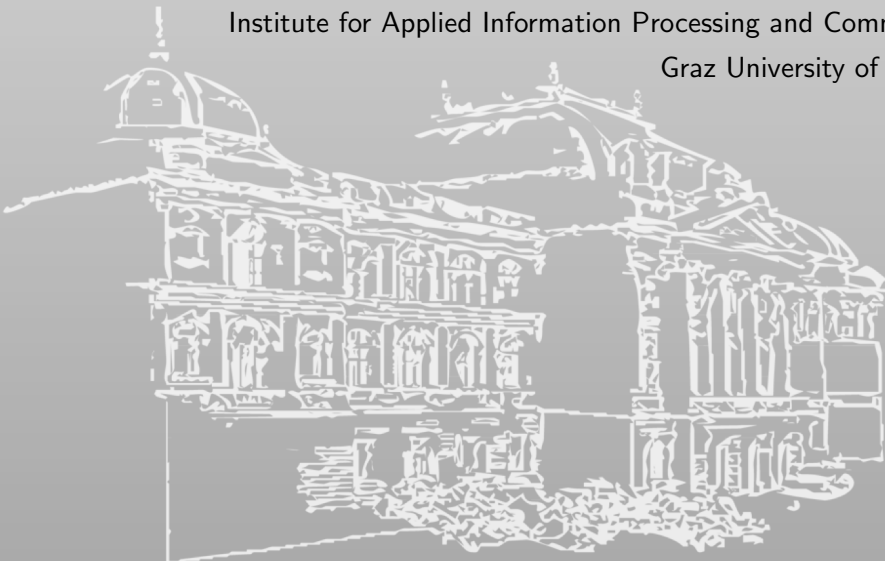 Institute for Applied Information Processing and Comm
Graz University of